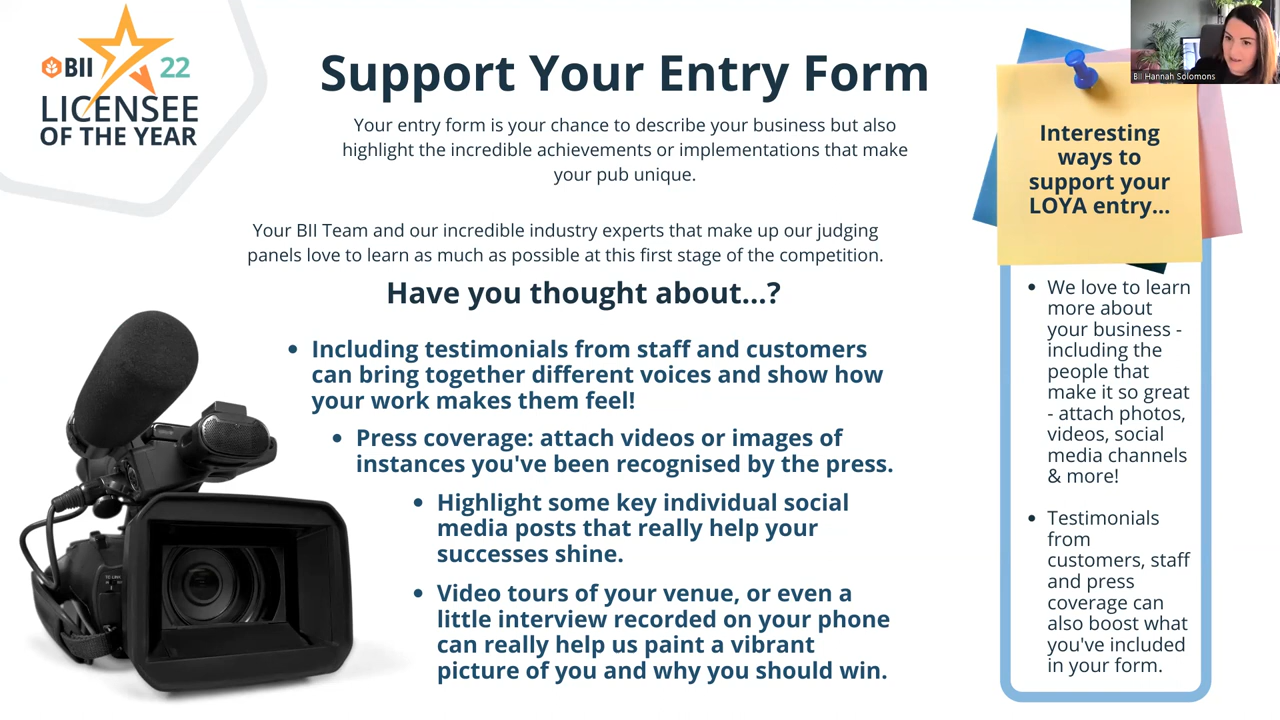 BII 22
LICENSEE
OF THE YEAR
Support Your Entry Form
Your entry form is your chance to describe your business but also
highlight the incredible achievements or implementations that make
your pub unique.
Your BII Team and our incredible industry experts that make up our judging
panels love to learn as much as possible at this first stage of the competition.
Have you thought about...?
• Including testimonials from staff and customers
can bring together different voices and show how
your work makes them feel!
• Press coverage: attach videos or images of
instances you've been recognised by the press.
• Highlight some key individual social
media posts that really help your
successes shine.
• Video tours of your venue, or even a
little interview recorded on your phone
can really help us paint a vibrant
picture of you and why you should win.
BII Hannah Solomons
Interesting
ways to
support your
LOYA entry...
• We love to learn
more about
your business -
including the
people that
make it so great
- attach photos,
videos, social
media channels
& more!
• Testimonials
from
customers, staff
and press
coverage can
also boost what
you've included
in your form.